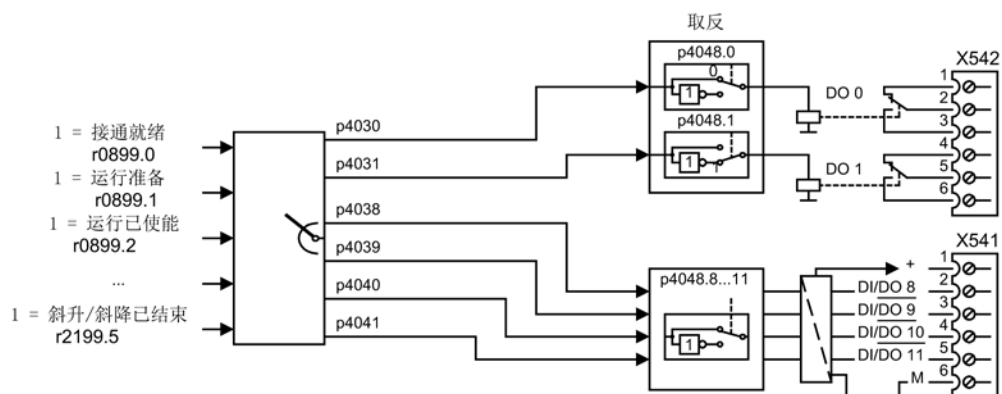 取反
p4048.0
0
1
p4048.1
1
1
DO 0
DO 1
X542
1
2
3
4
5
6
1 = 接通就绪
r0899.0
1 = 运行准备
r0899.1
1 = 运行已使能
r0899.2
...
1 = 斜升/斜降已结束
r2199.5
p4030
p4031
p4038
p4039
p4040
p4041
p4048.8...11
1
X541
+
1
DI/DO 8
2
DI/DO 9
3
DI/DO 10
4
DI/DO 11
5
M
6